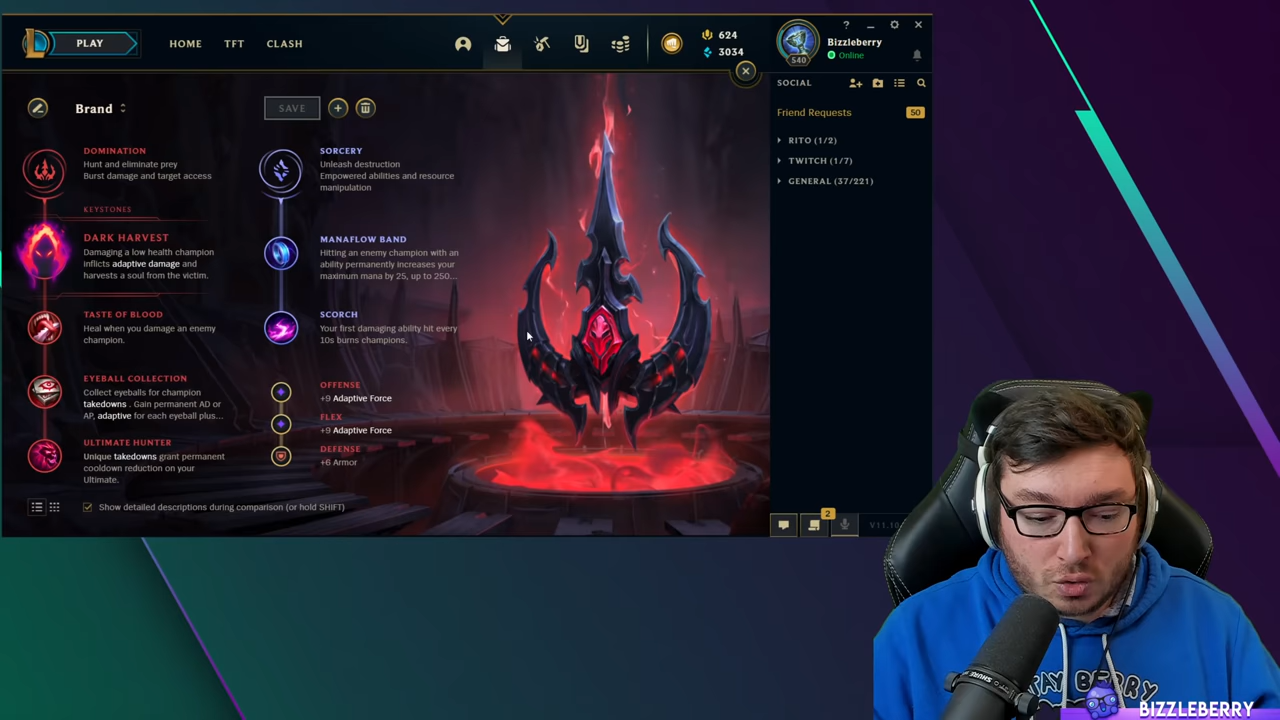 PLAY
HOME
TFT
CLASH
624
3034
540
?
Bizzleberry
Online
SOCIAL
Friend Requests
50
RITO (1/2)
TWITCH (1/7)
GENERAL (37/221)
Brand
SAVE
DOMINATION
Hunt and eliminate prey
Burst damage and target access
KEYSTONES
DARK HARVEST
Damaging a low health champion
inflicts adaptive damage and
harvests a soul from the victim.
TASTE OF BLOOD
Heal when you damage an enemy
champion.
EYEBALL COLLECTION
Collect eyeballs for champion
takedowns . Gain permanent AD or
AP, adaptive for each eyeball plus...
ULTIMATE HUNTER
Unique takedowns grant permanent
cooldown reduction on your
Ultimate.
SORCERY
Unleash destruction
Empowered abilities and resource
manipulation
MANAFLOW BAND
Hitting an enemy champion with an
ability permanently increases your
maximum mana by 25, up to 250...
SCORCH
Your first damaging ability hit every
10s burns champions.
OFFENSE
+9 Adaptive Force
FLEX
+9 Adaptive Force
DEFENSE
+6 Armor
Show detailed descriptions during comparison (or hold SHIFT)
2
V11.10
SHURE
BIZZLEBERRY